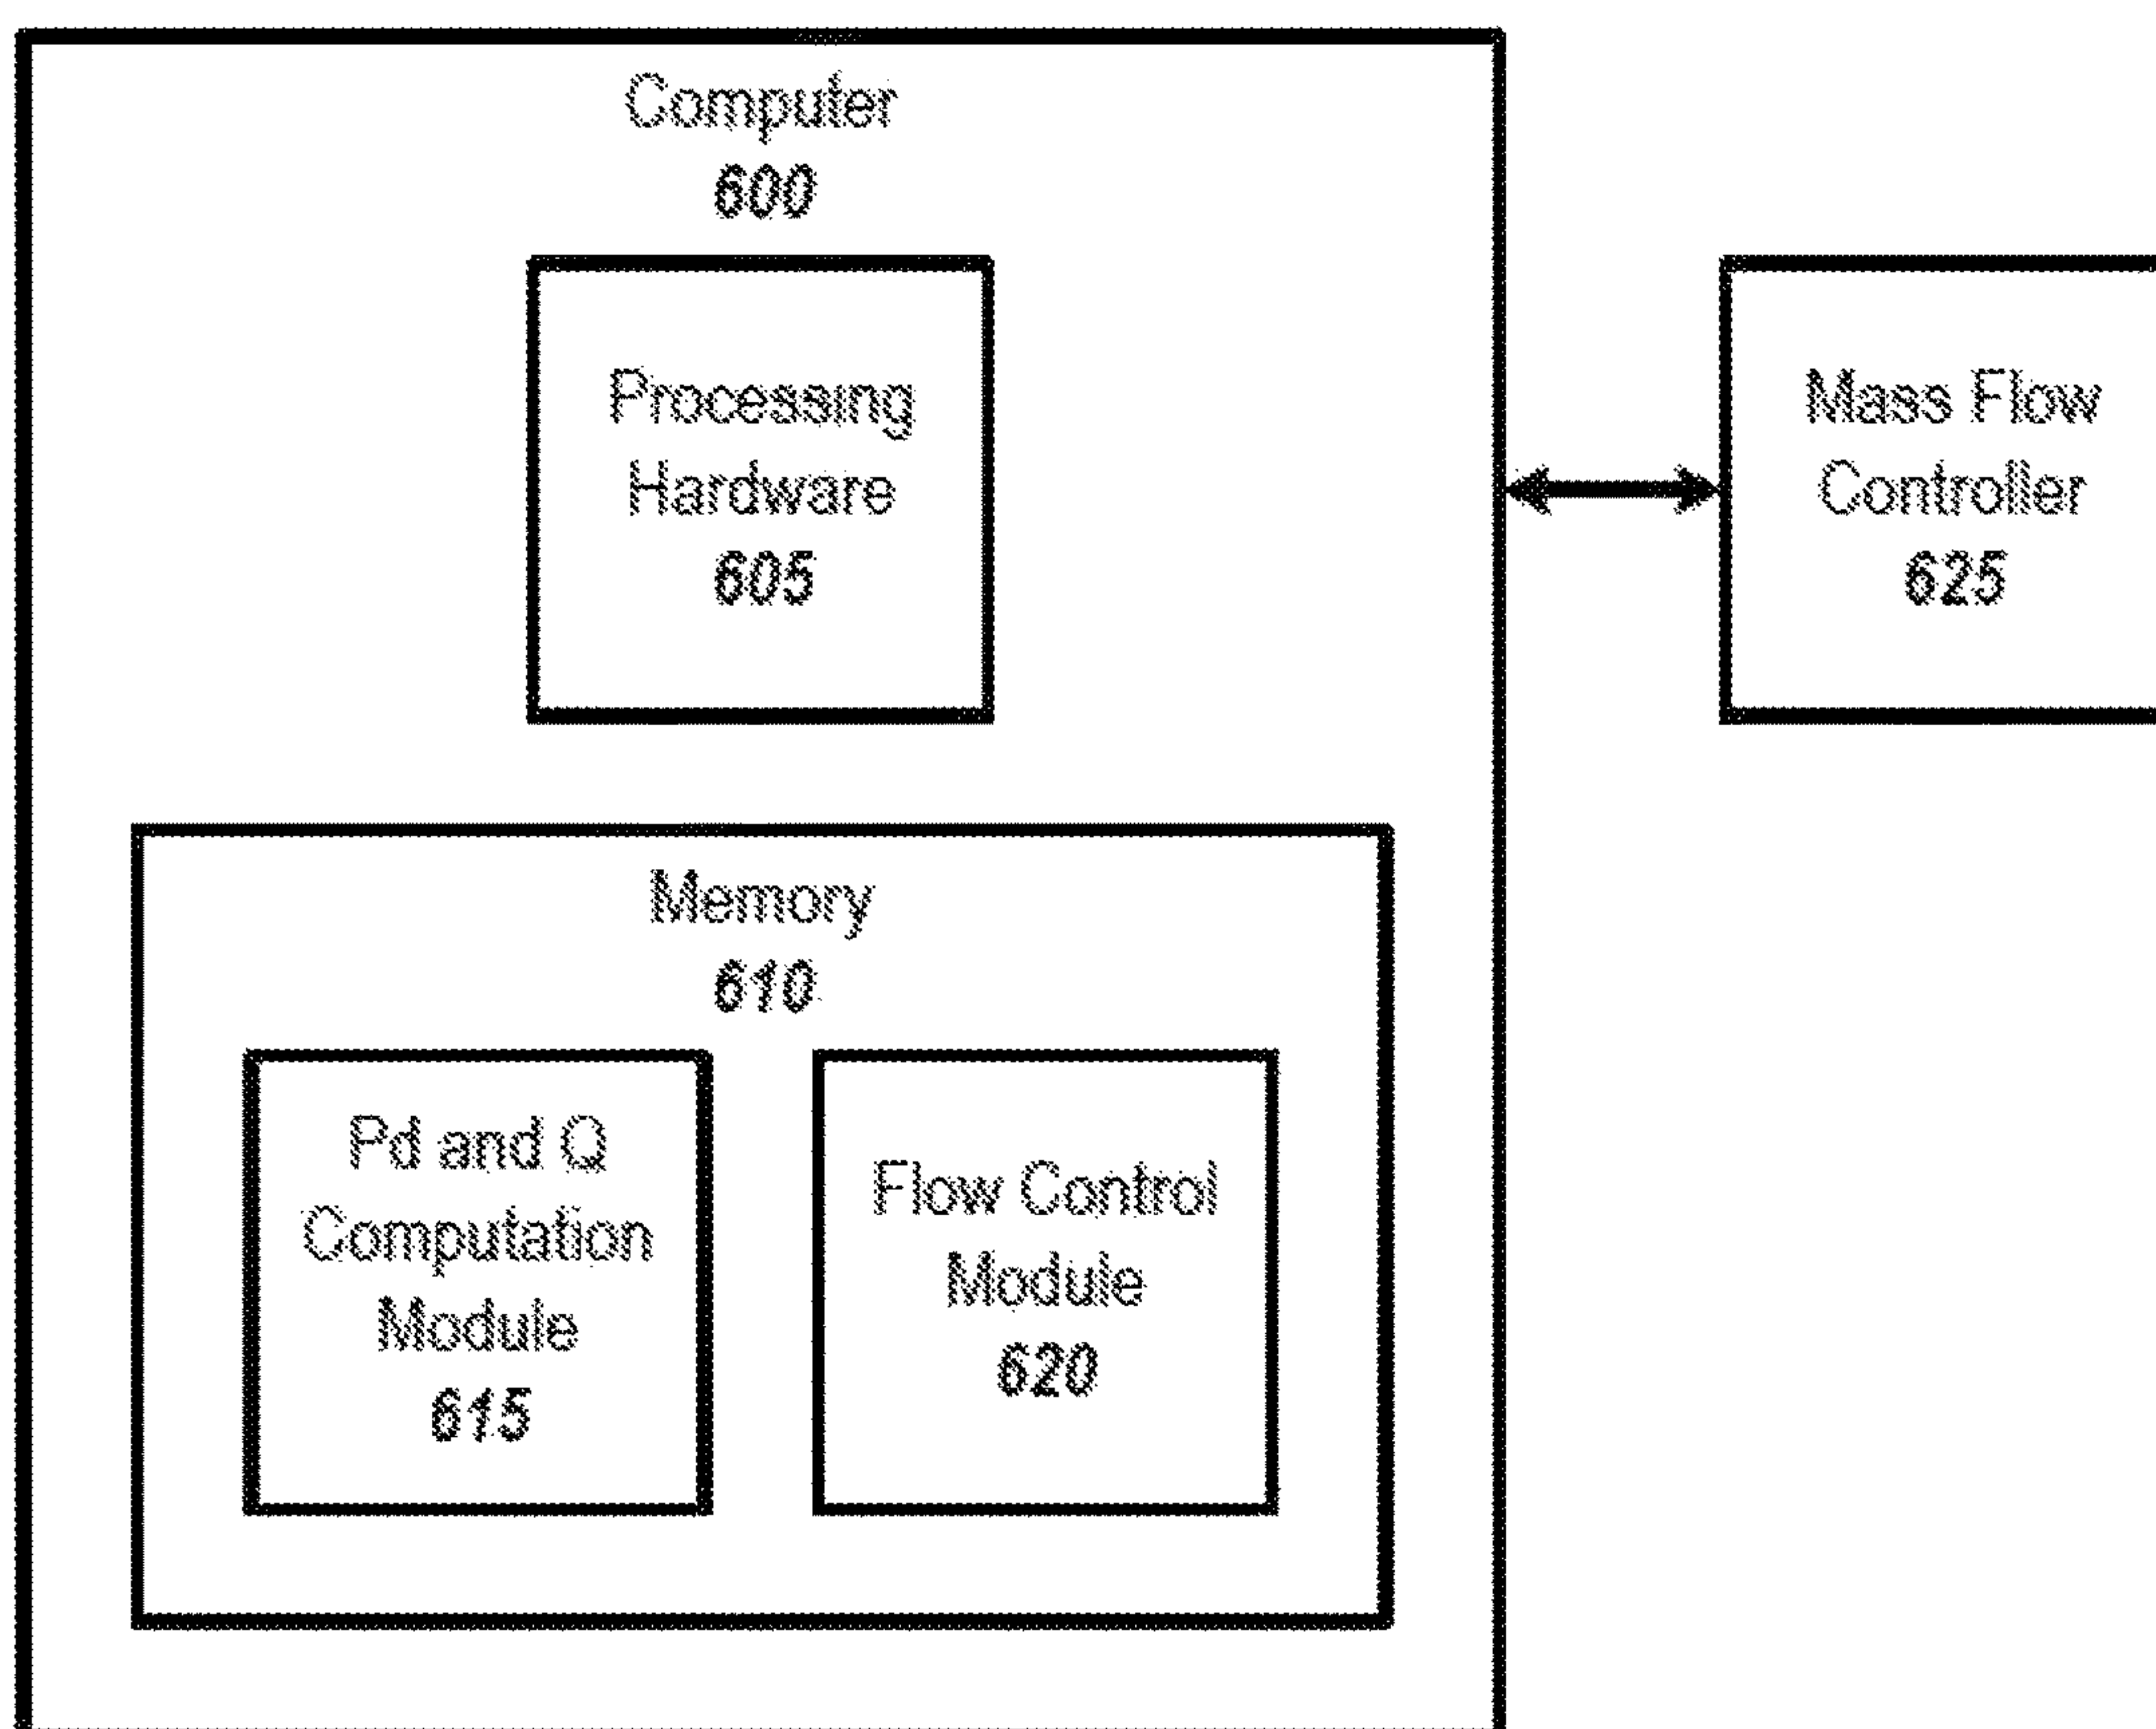 Computer
600
Processing
Hardware
605
Mass Flow
Controller
625
Memory
610
Pd and Q
Computation
Module
615
Flow Control
Module
620